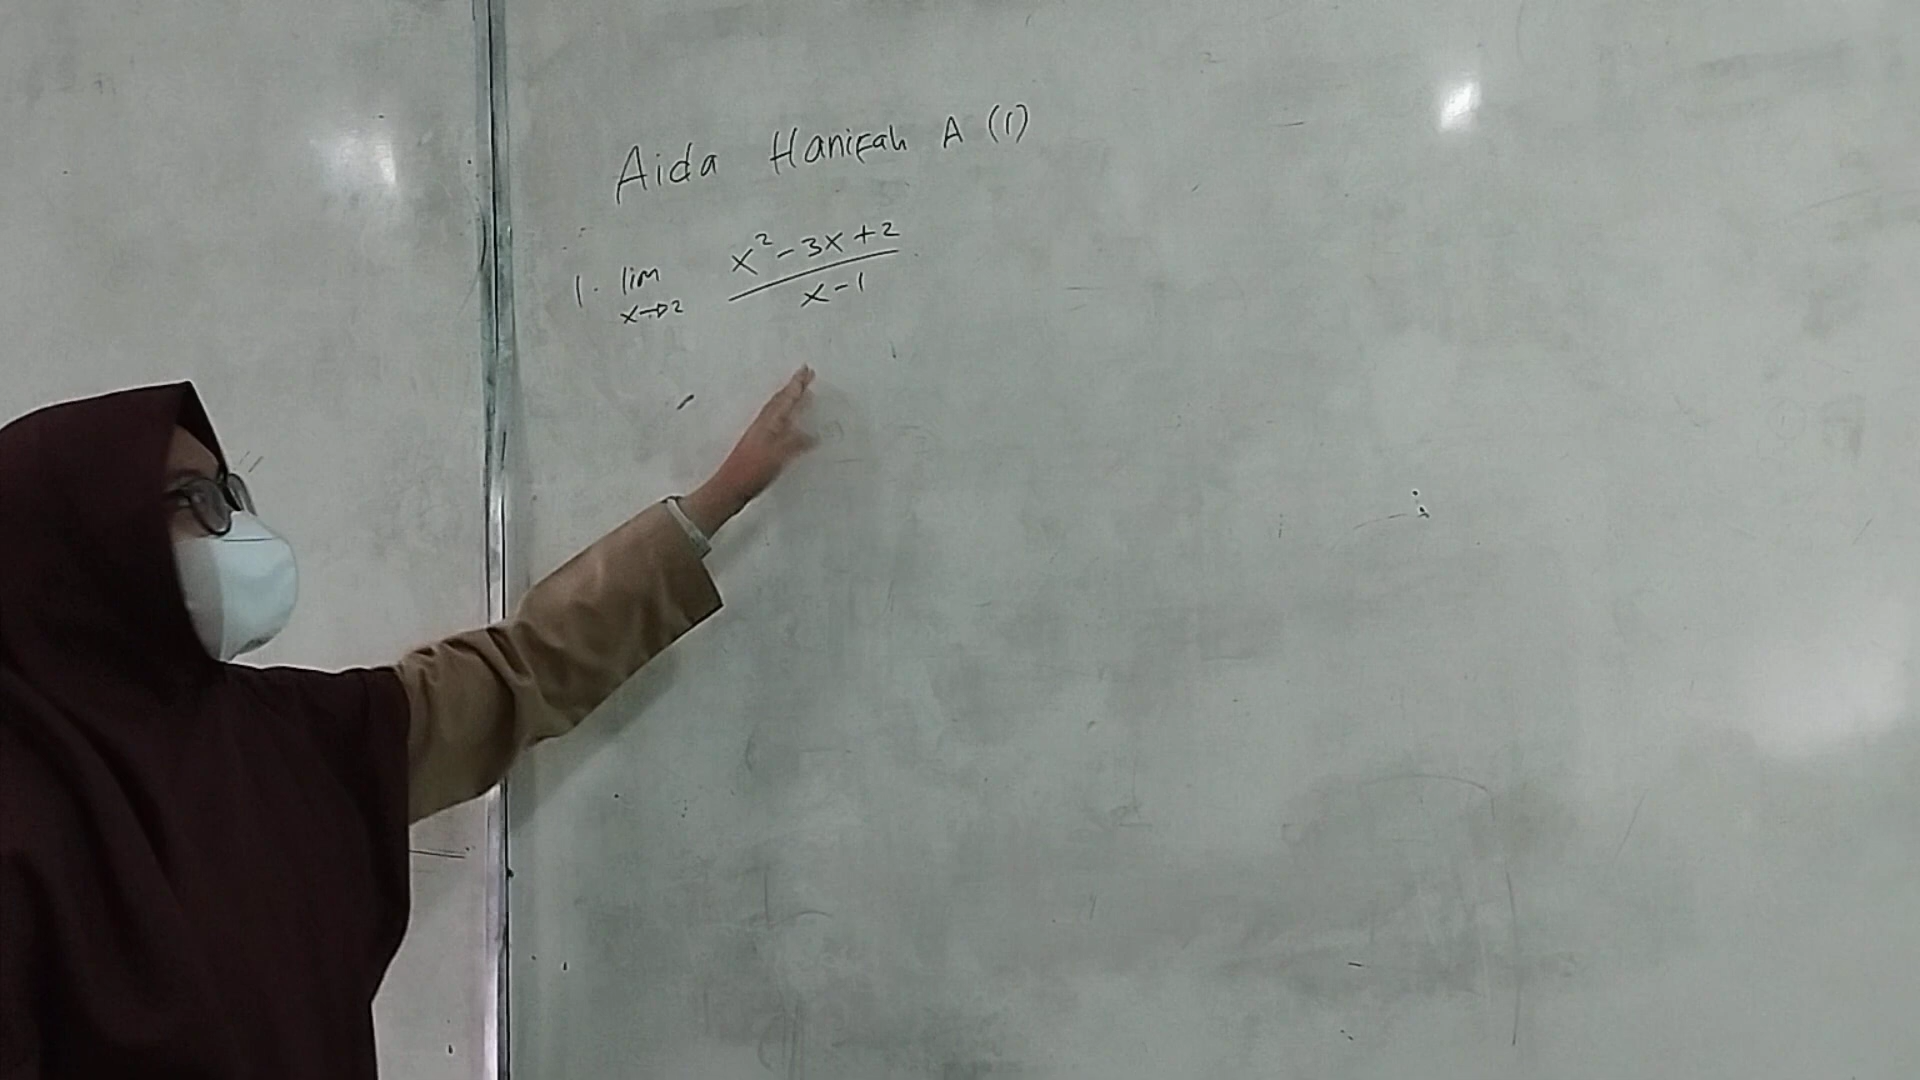 Aida Hanifah A (1)
1. lim x→2 x² - 3x + 2 / x - 1